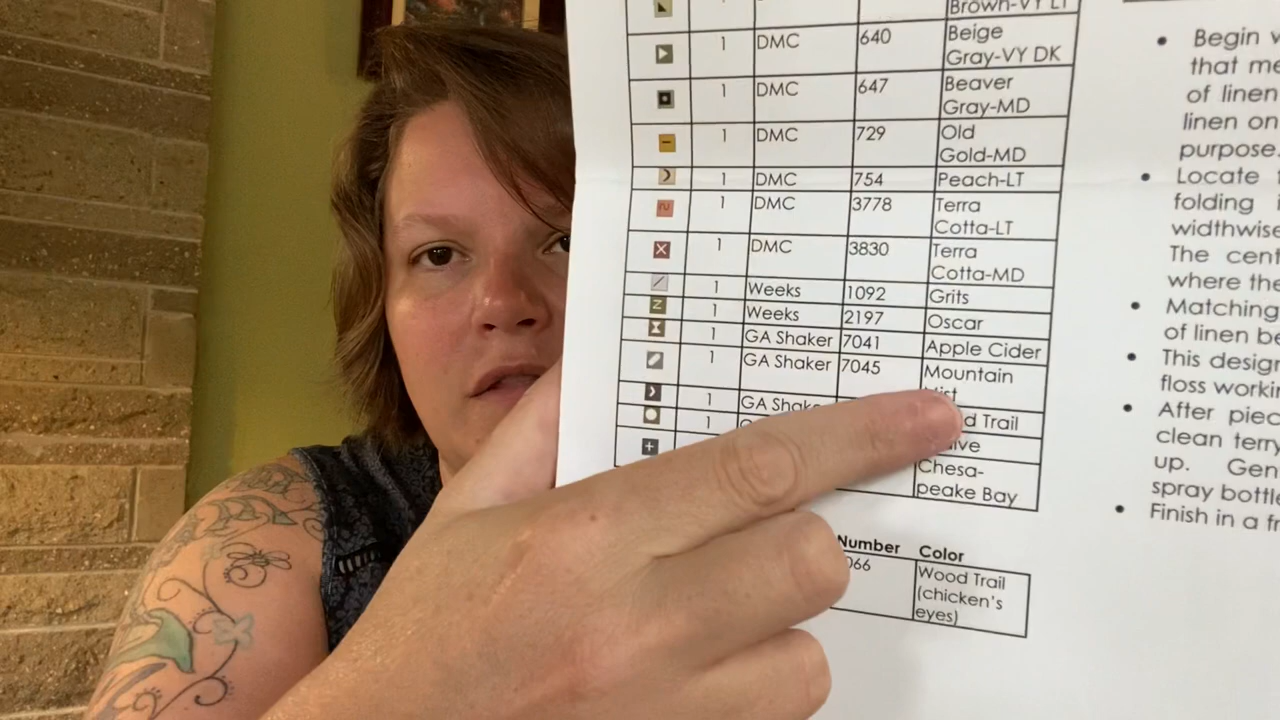 Brown-VY LT
1 DMC 640 Beige
Gray-VY DK
1 DMC 647 Beaver
Gray-MD
1 DMC 729 Old
Gold-MD
1 DMC 754 Peach-LT
1 DMC 3778 Terra
Cotta-LT
1 DMC 3830 Terra
Cotta-MD
1 Weeks 1092 Grits
1 Weeks 2197 Oscar
1 GA Shaker 7041 Apple Cider
1 GA Shaker 7045 Mountain
1 GA Shak
d Trail
1
Chesa-
peake Bay
Number Color
066 Wood Trail
(chicken's
eyes)
• Begin
that me
of linen
linen on
purpose.
• Locate
folding
widthwise
The cent
where the
• Matching
of linen be
• This design
floss workin
• After piec
clean terry
up. Gen
spray bottle
• Finish in a fr